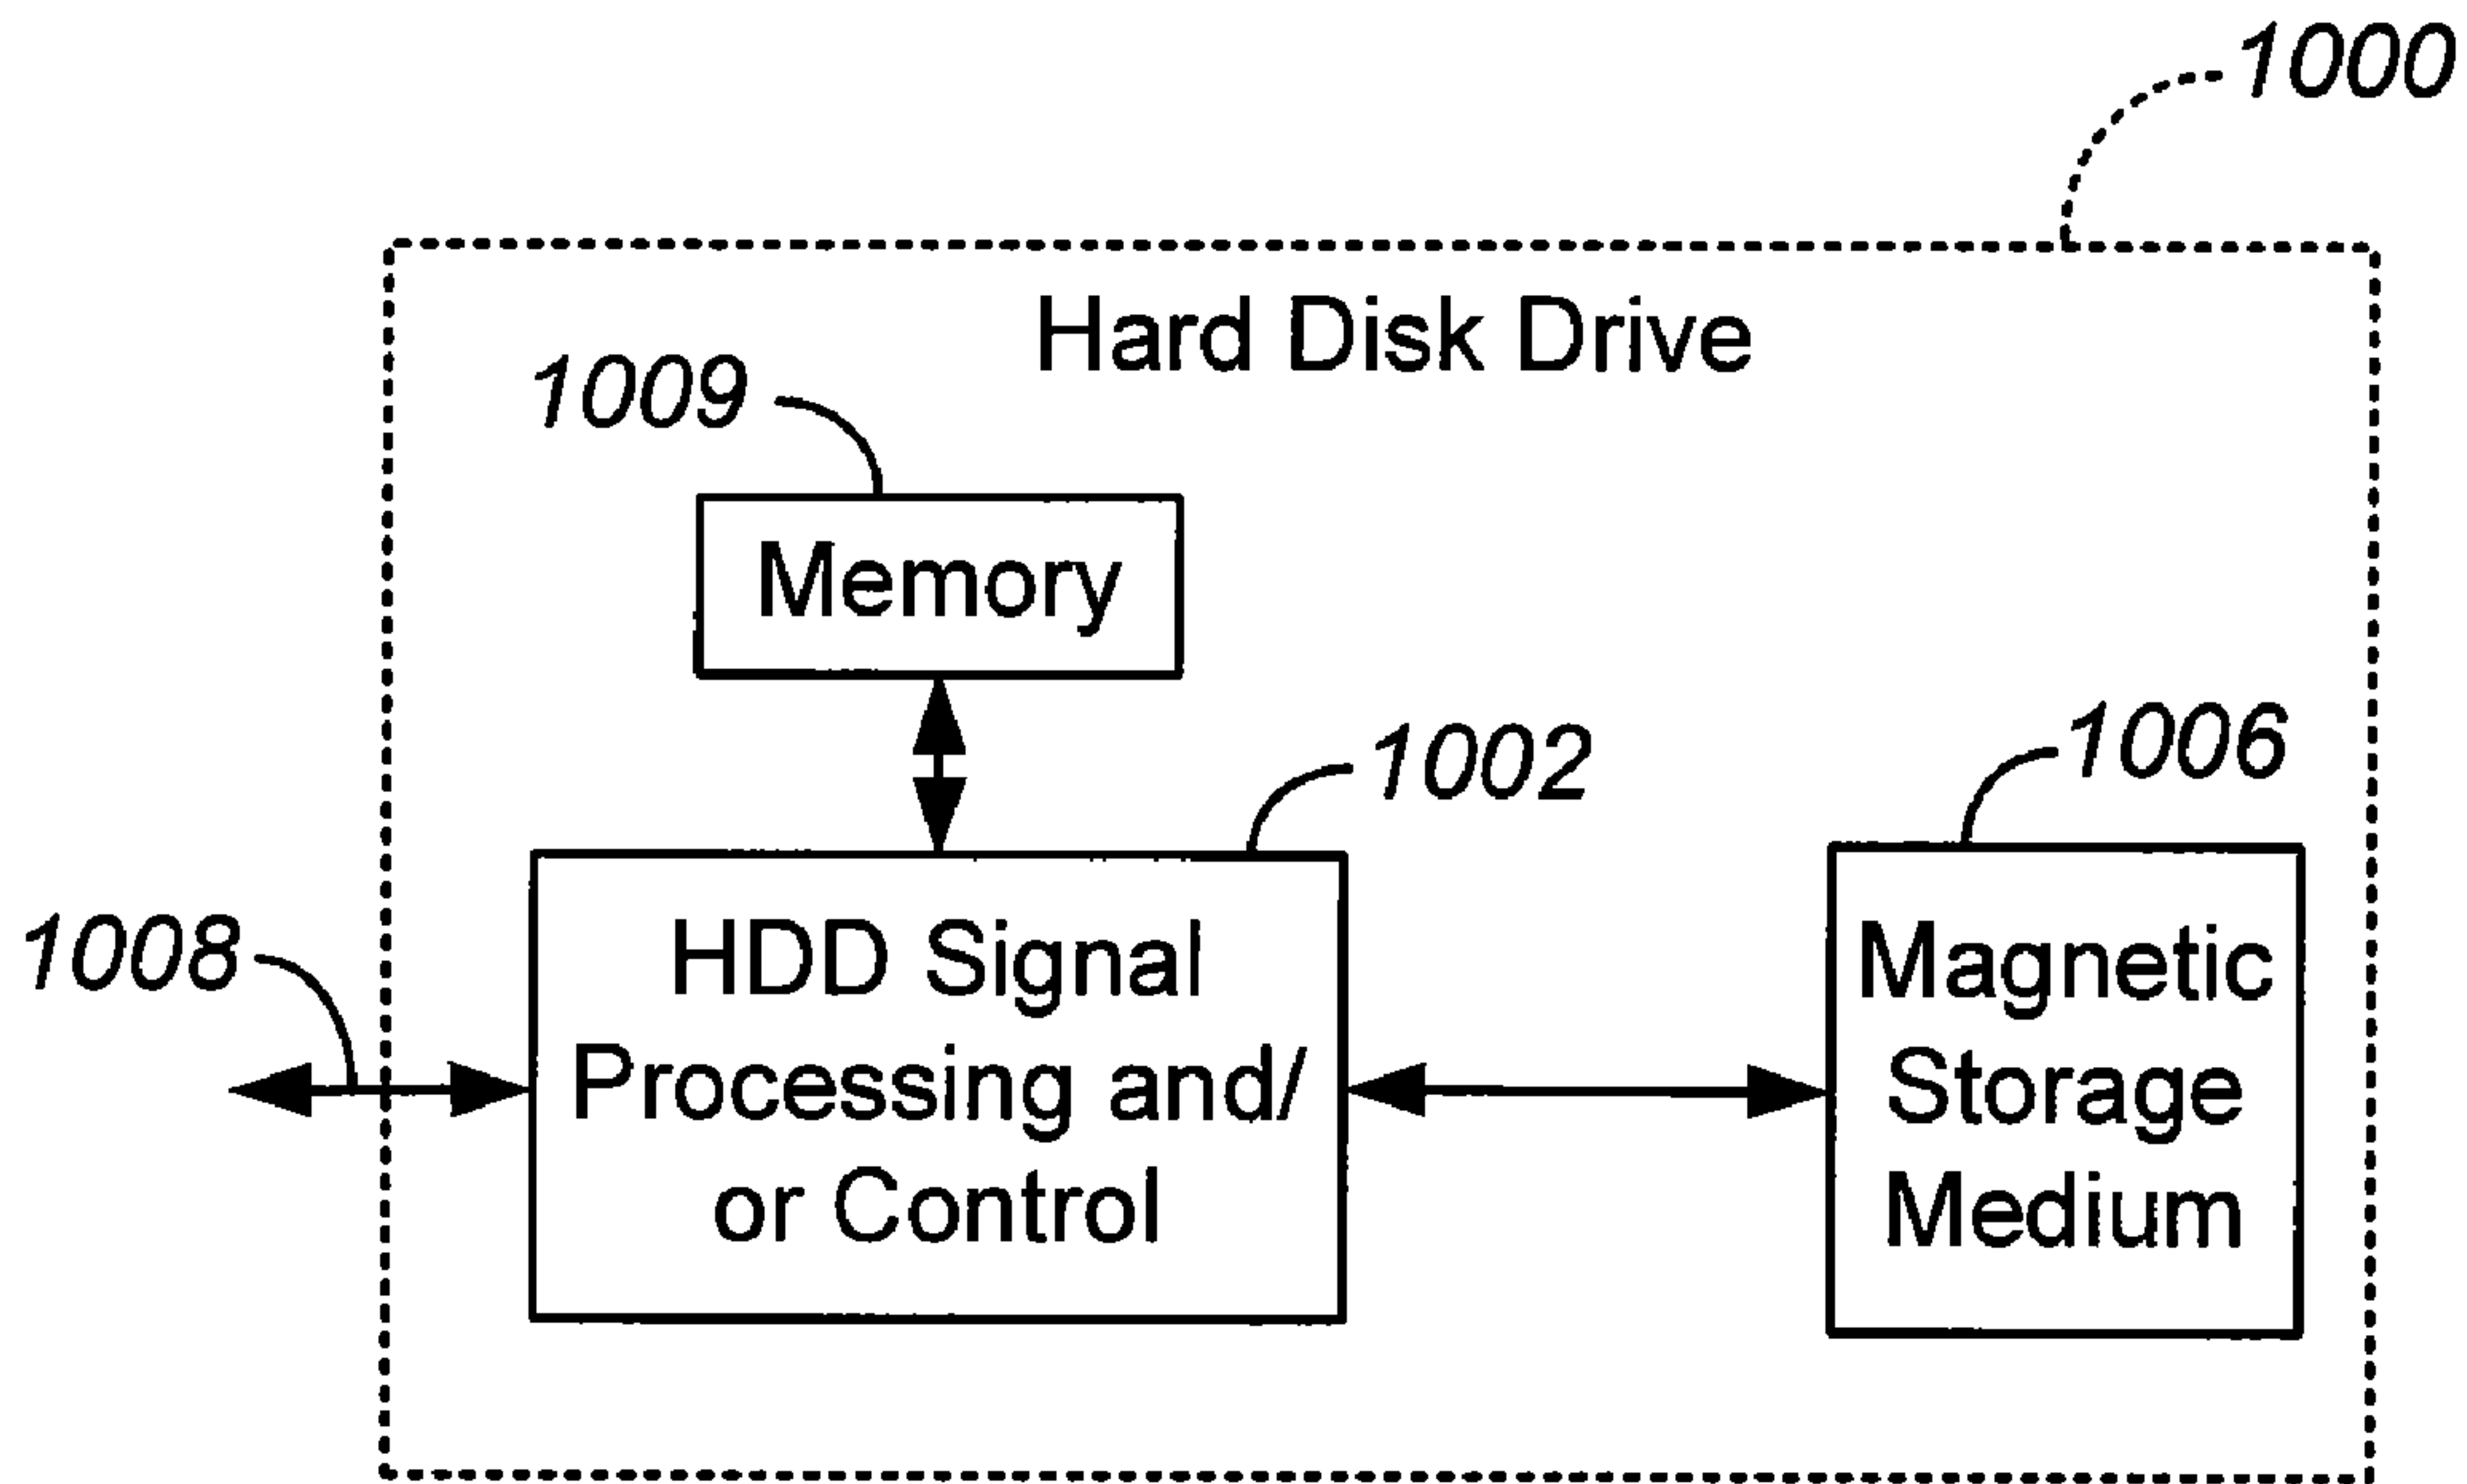 1000
Hard Disk Drive
1009
Memory
1002
1006
1008
HDD Signal
Processing and/
or Control
Magnetic
Storage
Medium